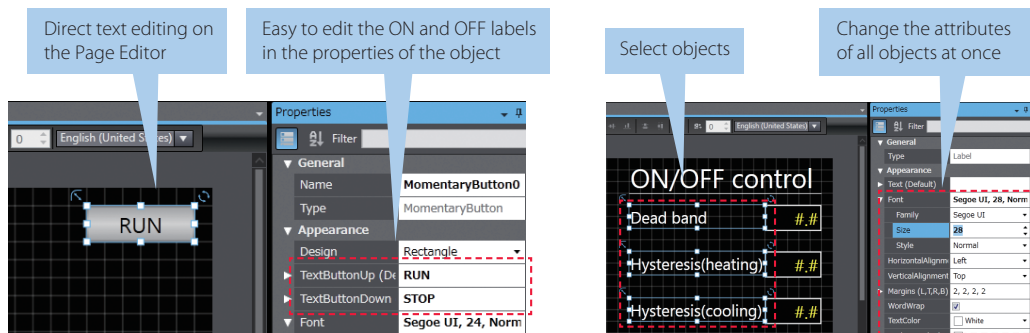 Direct text editing on
the Page Editor
Easy to edit the ON and OFF labels
in the properties of the object
0
English (United States)
RUN
Properties
Filter
General
Name MomentaryButton0
Type MomentaryButton
Appearance
Design Rectangle
TextButtonUp (De RUN
TextButtonDown STOP
Font Segoe UI, 24, Norm
Select objects
Change the attributes
of all objects at once
0 English (United States)
ON/OFF control
Dead band #.#
Hysteresis(heating) #.#
Hysteresis(cooling) #.#
Properties
Filter
General
Type Label
Appearance
Text (Default)
Font Segoe UI, 28, Norm
Family Segoe UI
Size 28
Style Normal
HorizontalAlignm Left
VerticalAlignment Top
Margins (L,T,R,B) 2, 2, 2, 2
WordWrap
TextColor White